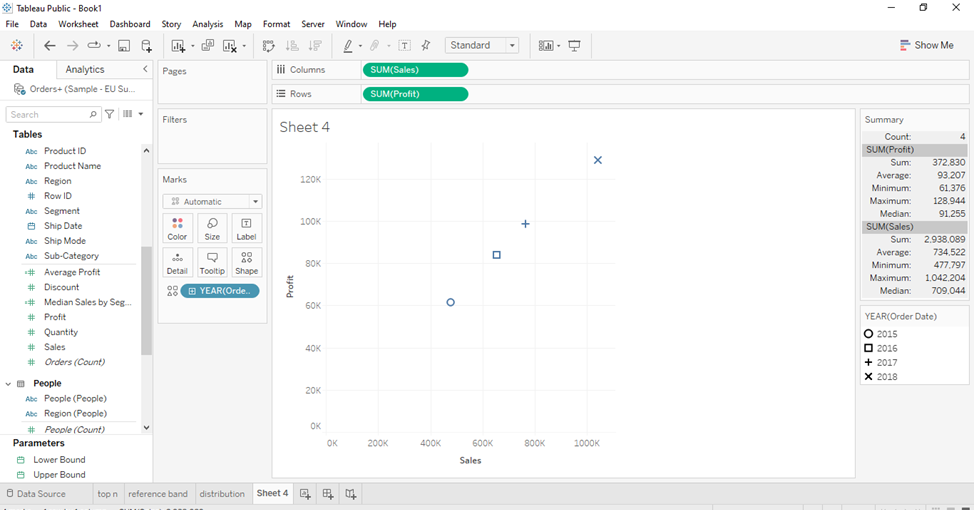 Tableau Public - Book1
File Data Worksheet Dashboard Story Analysis Map Format Server Window Help
Standard
Show Me
Data Analytics
Orders+ (Sample - EU Su...
Search
Tables
Abc Product ID
Abc Product Name
Abc Region
# Row ID
Abc Segment
Ship Date
Abc Ship Mode
Abc Sub-Category
=# Average Profit
# Discount
=# Median Sales by Seg...
# Profit
# Quantity
# Sales
# Orders (Count)
People
Abc People (People)
Abc Region (People)
# People (Count)
Parameters
Lower Bound
Upper Bound
Pages
Filters
Marks
Automatic
Color Size Label
Detail Tooltip Shape
YEAR(Orde..
Columns SUM(Sales)
Rows SUM(Profit)
Sheet 4
120K
100K
80K
60K
40K
20K
0K
Profit
0K 200K 400K 600K 800K 1000K
Sales
Summary
Count: 4
SUM(Profit)
Sum: 372,830
Average: 93,207
Minimum: 61,376
Maximum: 128,944
Median: 91,255
SUM(Sales)
Sum: 2.938,089
Average: 734,522
Minimum: 477,797
Maximum: 1.042,204
Median: 709,044
YEAR(Order Date)
2015
2016
2017
2018
Data Source top n reference band distribution Sheet 4